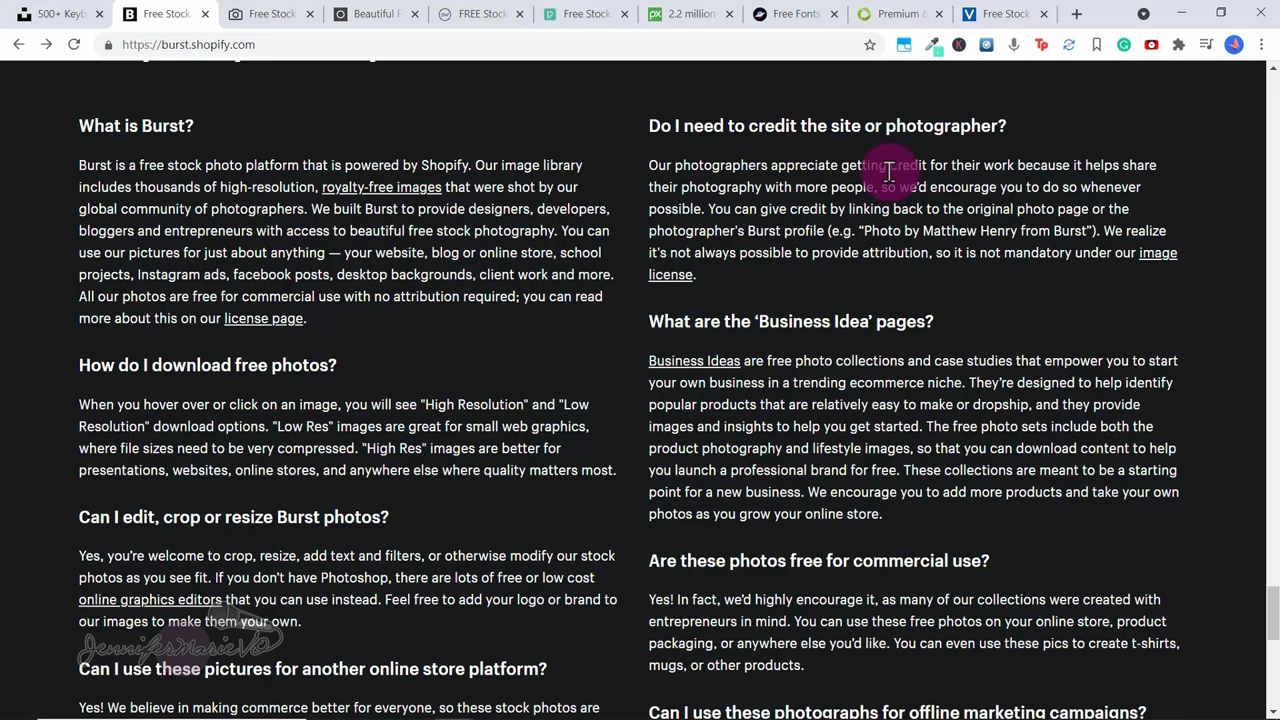 500+ Keyb
Free Stock
Free Stock
Beautiful F
FREE Stock
Free Stock
2.2 million
Free Fonts
Premium
Free Stock
https://burst.shopify.com
What is Burst?
Burst is a free stock photo platform that is powered by Shopify. Our image library
includes thousands of high-resolution, royalty-free images that were shot by our
global community of photographers. We built Burst to provide designers, developers,
bloggers and entrepreneurs with access to beautiful free stock photography. You can
use our pictures for just about anything — your website, blog or online store, school
projects, Instagram ads, facebook posts, desktop backgrounds, client work and more.
All our photos are free for commercial use with no attribution required; you can read
more about this on our license page.
How do I download free photos?
When you hover over or click on an image, you will see "High Resolution" and "Low
Resolution" download options. "Low Res" images are great for small web graphics,
where file sizes need to be very compressed. "High Res" images are better for
presentations, websites, online stores, and anywhere else where quality matters most.
Can I edit, crop or resize Burst photos?
Yes, you're welcome to crop, resize, add text and filters, or otherwise modify our stock
photos as you see fit. If you don't have Photoshop, there are lots of free or low cost
online graphics editors that you can use instead. Feel free to add your logo or brand to
our images to make them your own.
JenniferMarieVO
Can I use these pictures for another online store platform?
Yes! We believe in making commerce better for everyone, so these stock photos are
Do I need to credit the site or photographer?
Our photographers appreciate getting credit for their work because it helps share
their photography with more people, so we'd encourage you to do so whenever
possible. You can give credit by linking back to the original photo page or the
photographer's Burst profile (e.g. “Photo by Matthew Henry from Burst”). We realize
it's not always possible to provide attribution, so it is not mandatory under our image
license.
What are the ‘Business Idea’ pages?
Business Ideas are free photo collections and case studies that empower you to start
your own business in a trending ecommerce niche. They’re designed to help identify
popular products that are relatively easy to make or dropship, and they provide
images and insights to help you get started. The free photo sets include both the
product photography and lifestyle images, so that you can download content to help
you launch a professional brand for free. These collections are meant to be a starting
point for a new business. We encourage you to add more products and take your own
photos as you grow your online store.
Are these photos free for commercial use?
Yes! In fact, we’d highly encourage it, as many of our collections were created with
entrepreneurs in mind. You can use these free photos on your online store, product
packaging, or anywhere else you’d like. You can even use these pics to create t-shirts,
mugs, or other products.
Can I use these photographs for offline marketing campaigns?